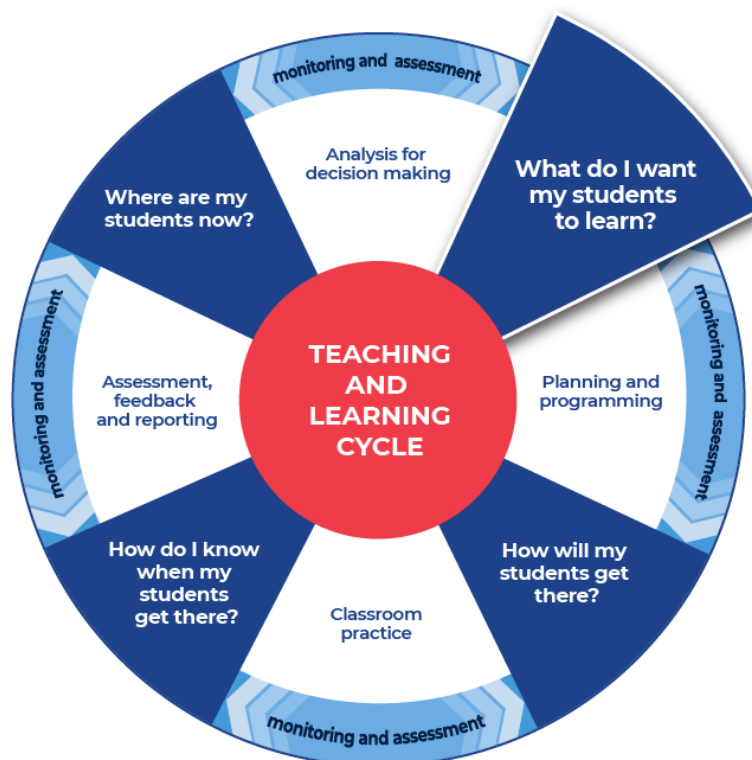 monitoring and assessment
Analysis for
decision making
What do I want
my students
to learn?
Where are my
students now?
monitoring and assessment
monitoring and assessment
TEACHING
AND
LEARNING
CYCLE
Assessment,
feedback
and reporting
Planning and
programming
How do I know
when my
students
get there?
How will my
students get
there?
Classroom
practice
monitoring and assessment